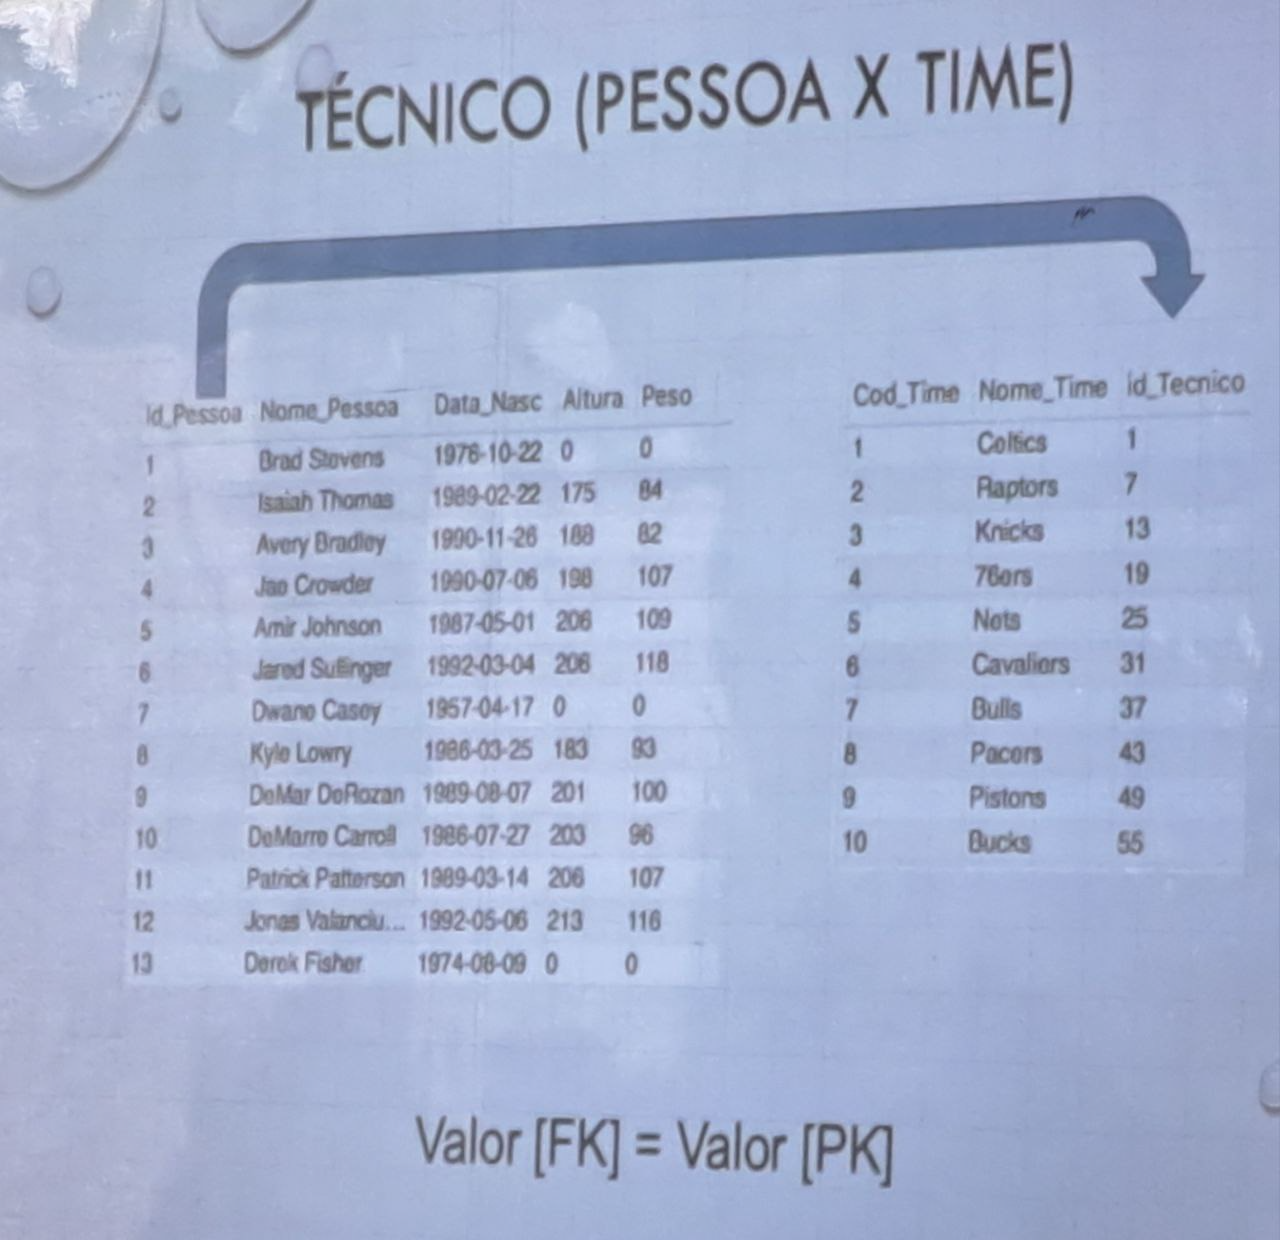 TÉCNICO (PESSOA X TIME)
Id_Pessoa Nome_Pessoa Data_Nasc Altura Peso
1 Brad Stevens 1976-10-22 0 0
2 Isaiah Thomas 1989-02-22 175 84
3 Avery Bradley 1990-11-26 188 82
4 Jae Crowder 1990-07-06 198 107
5 Amir Johnson 1987-05-01 206 109
6 Jared Sullinger 1992-03-04 206 118
7 Dwane Casey 1957-04-17 0 0
8 Kyle Lowry 1986-03-25 183 93
9 DeMar DeRozan 1989-08-07 201 100
10 DeMarre Carroll 1986-07-27 203 96
11 Patrick Patterson 1989-03-14 206 107
12 Jonas Valanciu... 1992-05-06 213 116
13 Derek Fisher 1974-08-09 0 0
Cod_Time Nome_Time id_Tecnico
1 Celtics 1
2 Raptors 7
3 Knicks 13
4 76ers 19
5 Nets 25
6 Cavaliers 31
7 Bulls 37
8 Pacers 43
9 Pistons 49
10 Bucks 55
Valor [FK] = Valor [PK]